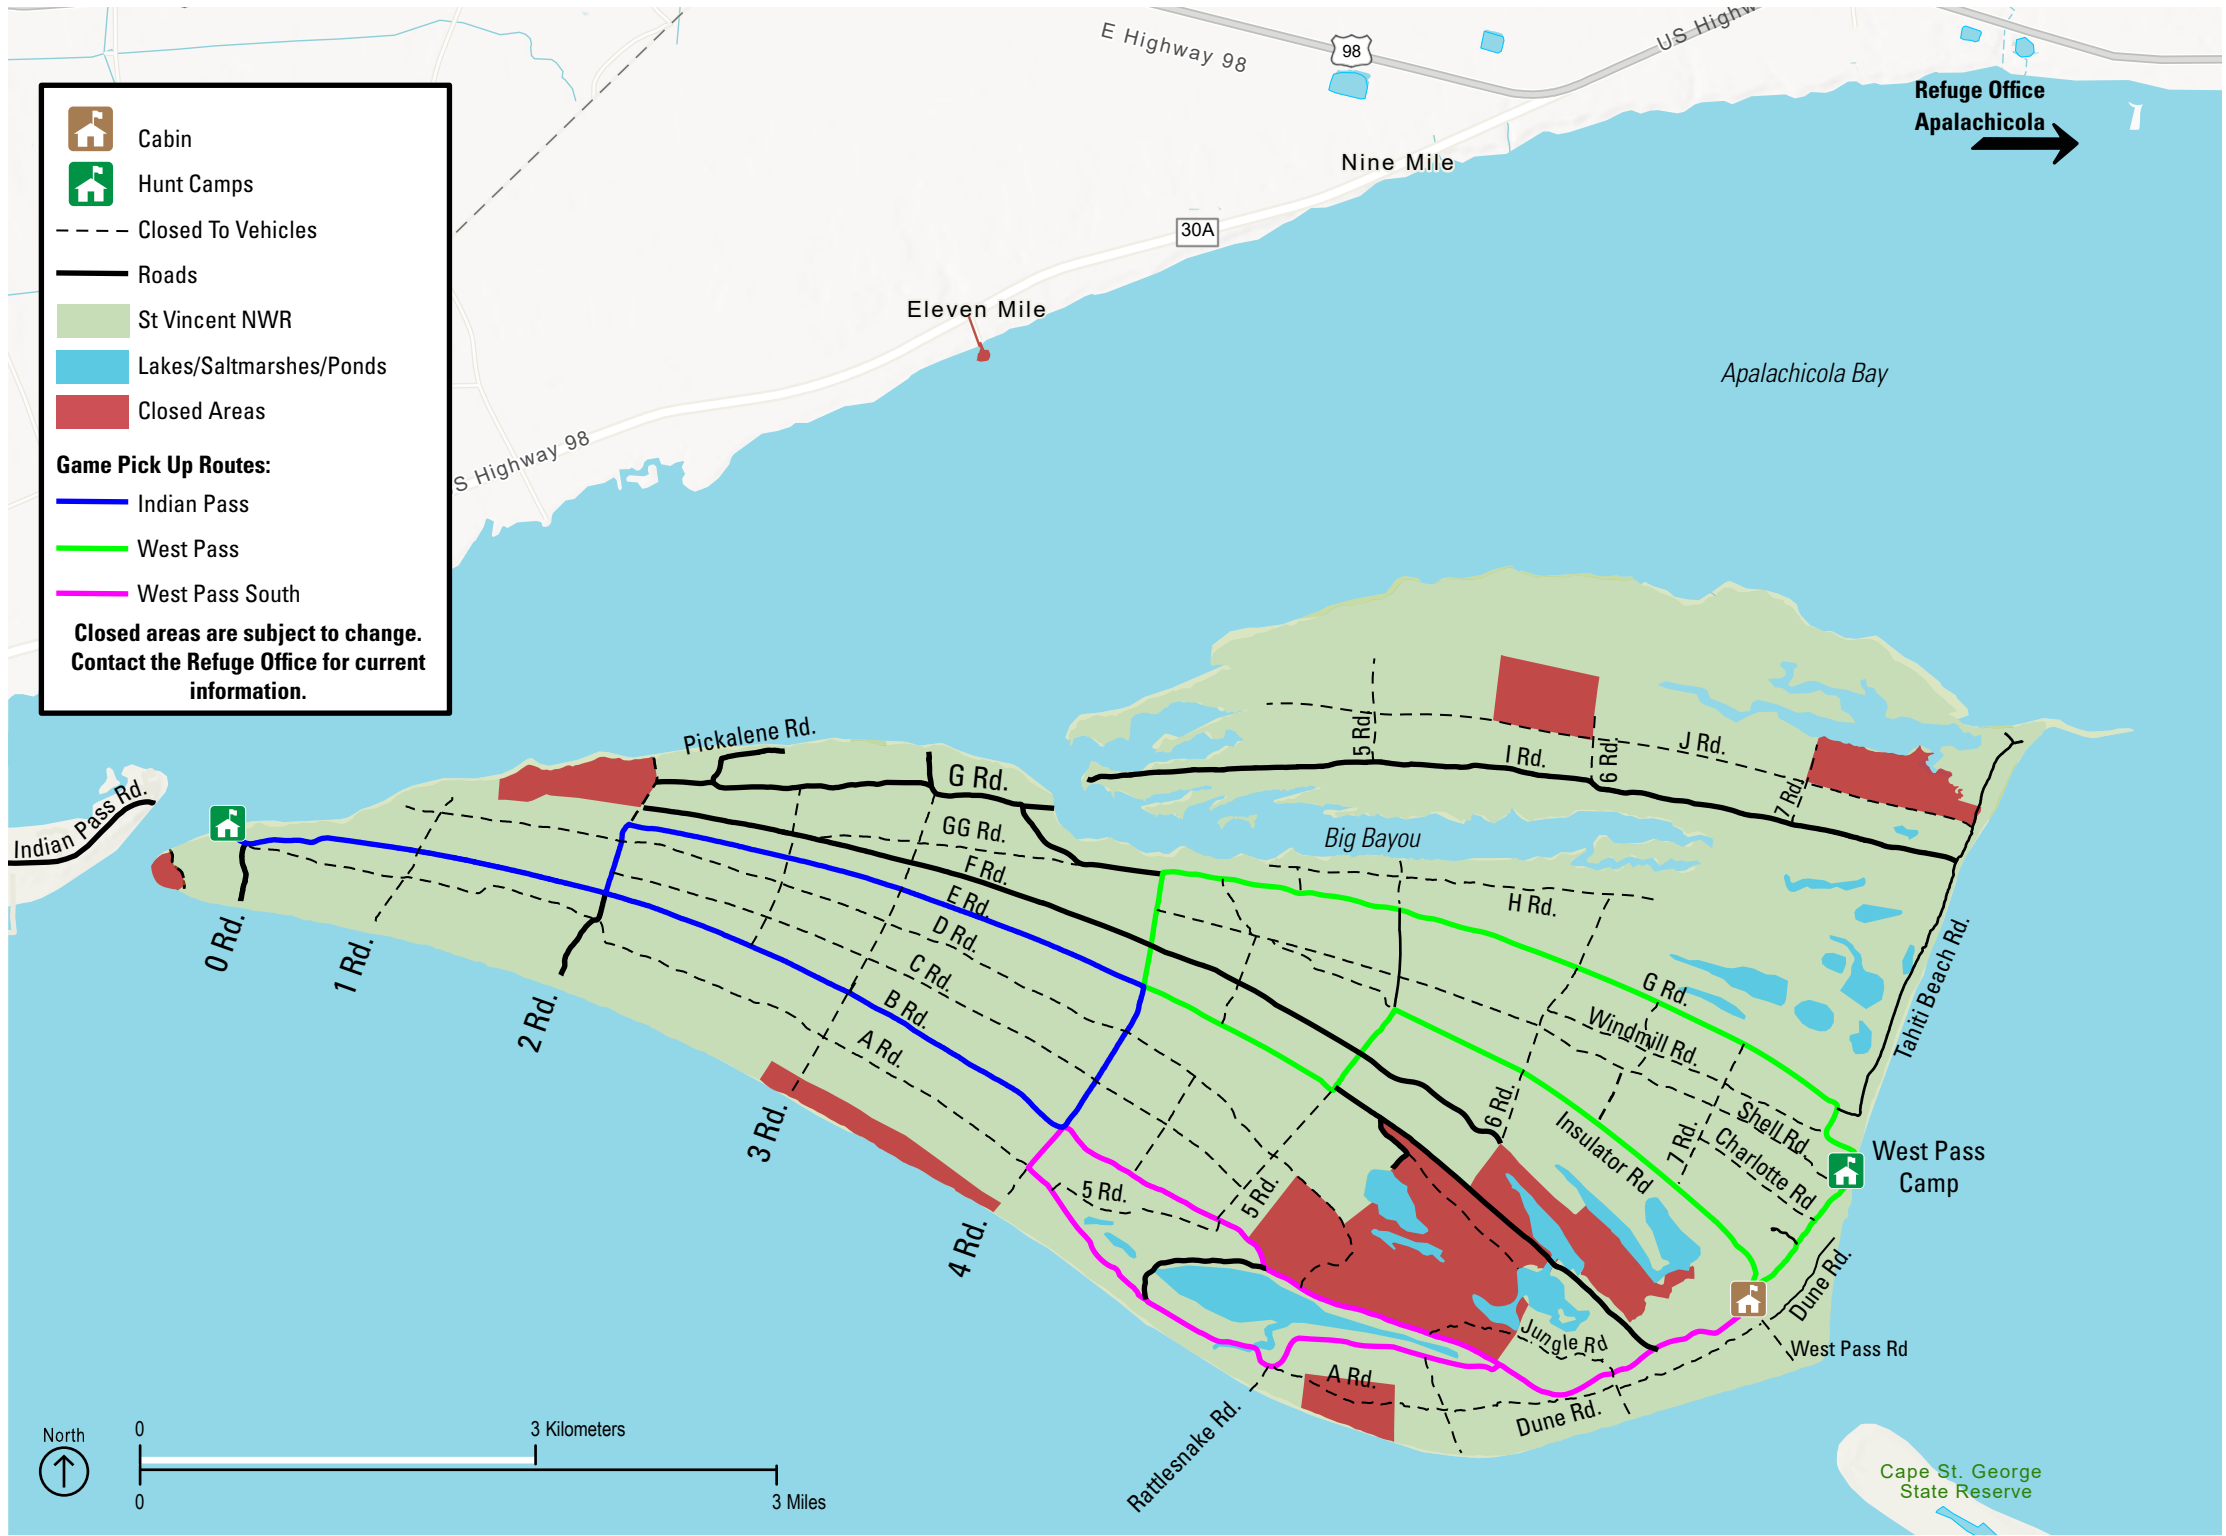 E Highway 98
98
US Highw
Refuge Office
Apalachicola
Cabin
Hunt Camps
Closed To Vehicles
Roads
St Vincent NWR
Lakes/Saltmarshes/Ponds
Closed Areas
Game Pick Up Routes:
Indian Pass
West Pass
West Pass South
Closed areas are subject to change.
Contact the Refuge Office for current
information.
Nine Mile
30A
Eleven Mile
S Highway 98
Apalachicola Bay
Pickalene Rd.
G Rd.
5 Rd.
I Rd.
6 Rd.
J Rd.
7 Rd.
Indian Pass Rd.
GG Rd.
Big Bayou
F Rd.
E Rd.
H Rd.
D Rd.
C Rd.
B Rd.
A Rd.
0 Rd.
1 Rd.
2 Rd.
3 Rd.
4 Rd.
G Rd.
Windmill Rd.
Tahiti Beach Rd.
6 Rd.
Insulator Rd
7 Rd.
Shell Rd
Charlotte Rd
West Pass
Camp
5 Rd.
5 Rd.
Dune Rd.
Jungle Rd
West Pass Rd
A Rd.
Dune Rd.
Rattlesnake Rd.
North
0
3 Kilometers
0
3 Miles
Cape St. George
State Reserve